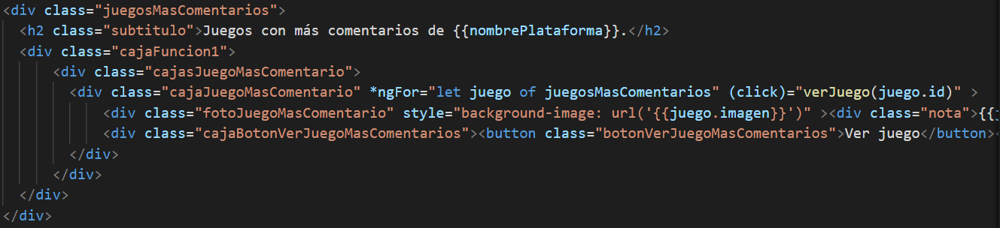 <div class="juegosMasComentarios">
<h2 class="subtitulo">Juegos con más comentarios de {{nombrePlataforma}}.</h2>
<div class="cajaFuncion1">
<div class="cajasJuegoMasComentario">
<div class="cajaJuegoMasComentario" *ngFor="let juego of juegosMasComentarios" (click)="verJuego(juego.id)" >
<div class="fotoJuegoMasComentario" style="background-image: url('{{juego.imagen}}')" ><div class="nota">{{
<div class="cajaBotonVerJuegoMasComentarios"><button class="botonVerJuegoMasComentarios">Ver juego</button><
</div>
</div>
</div>
</div>